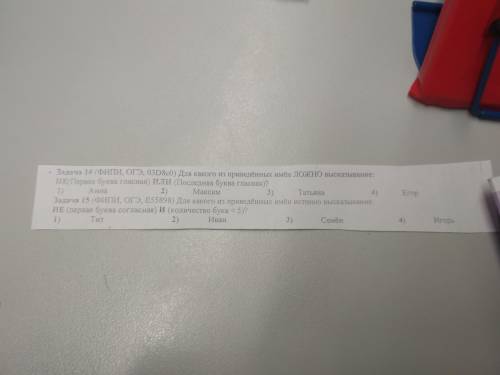 Задача 14 (ФИПИ, ОГЭ, 03D8c0) Для какого из приведённых имён ЛОЖНО высказывание:
НЕ(Первая буква гласная) ИЛИ (Последняя буква гласная)?
1) Анна 2) Максим 3) Татьяна 4) Егор
Задача 15 (ФИПИ, ОГЭ, E55898) Для какого из приведённых имён истинно высказывание:
НЕ (первая буква согласная) И (количество букв = 5)?
1) Тит 2) Иван 3) Семён 4) Игорь